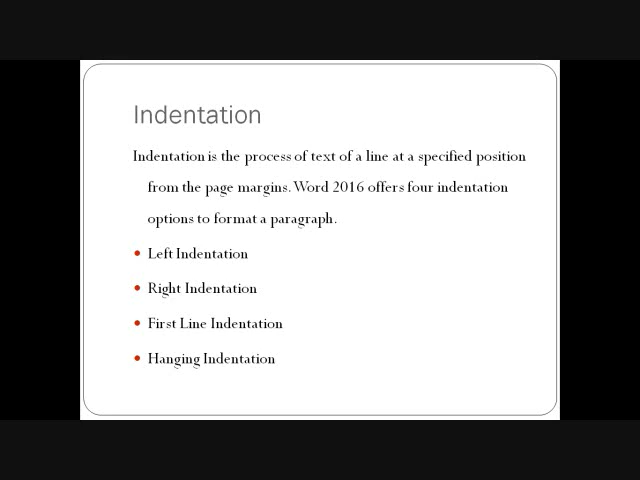 Indentation
Indentation is the process of text of a line at a specified position
from the page margins. Word 2016 offers four indentation
options to format a paragraph.
Left Indentation
Right Indentation
First Line Indentation
Hanging Indentation